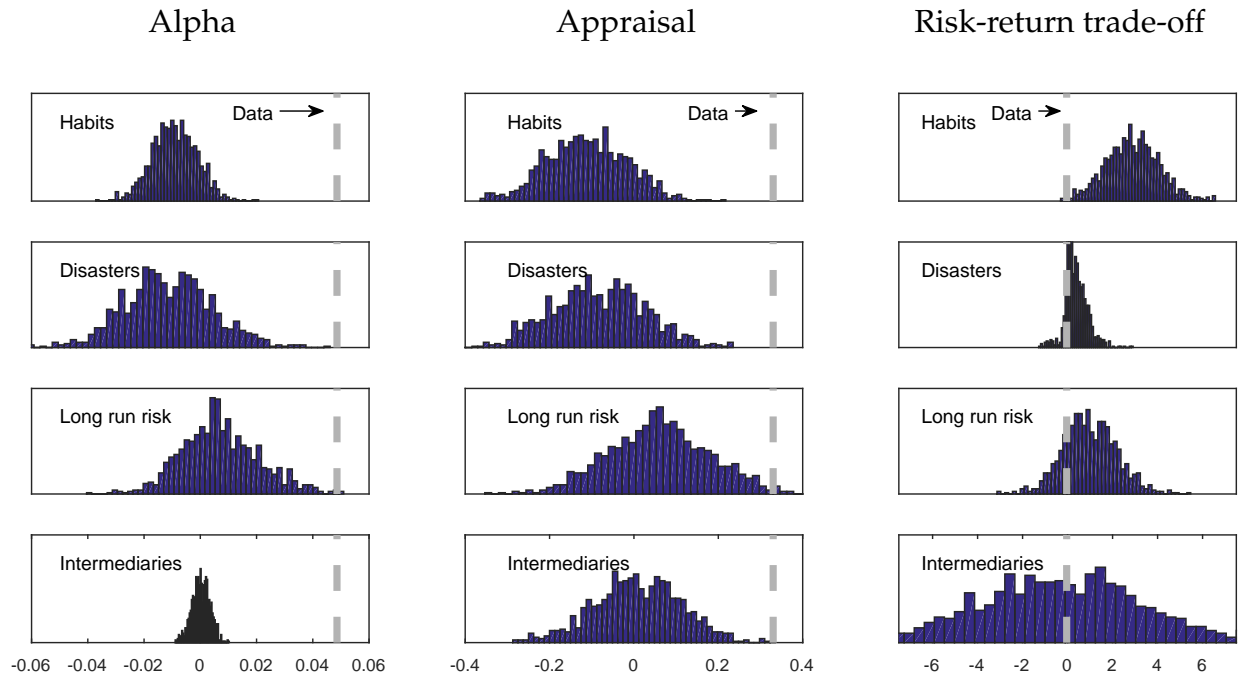 Alpha
Appraisal
Risk-return trade-off
Habits
Data
Habits
Data
Habits
Data
Disasters
Disasters
Disasters
Long run risk
Long run risk
Long run risk
Intermediaries
Intermediaries
Intermediaries
-0.06 -0.04 -0.02 0 0.02 0.04 0.06
-0.4 -0.2 0 0.2 0.4
-6 -4 -2 0 2 4 6